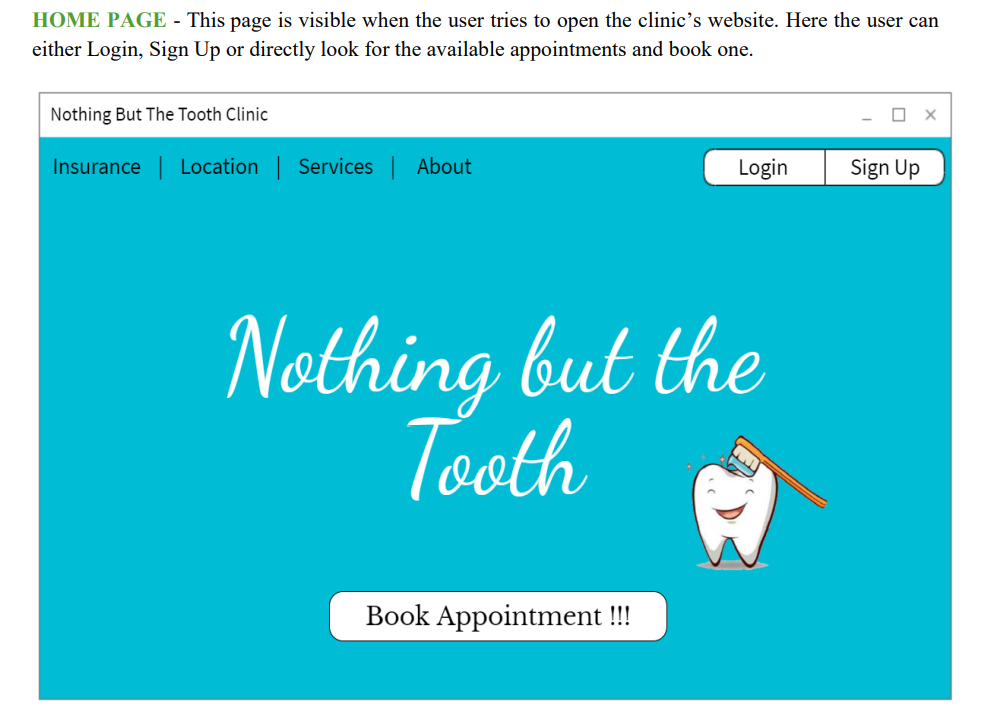 HOME PAGE - This page is visible when the user tries to open the clinic’s website. Here the user can
either Login, Sign Up or directly look for the available appointments and book one.
Nothing But The Tooth Clinic
Insurance | Location | Services | About Login Sign Up
Nothing but the
Tooth
Book Appointment !!!